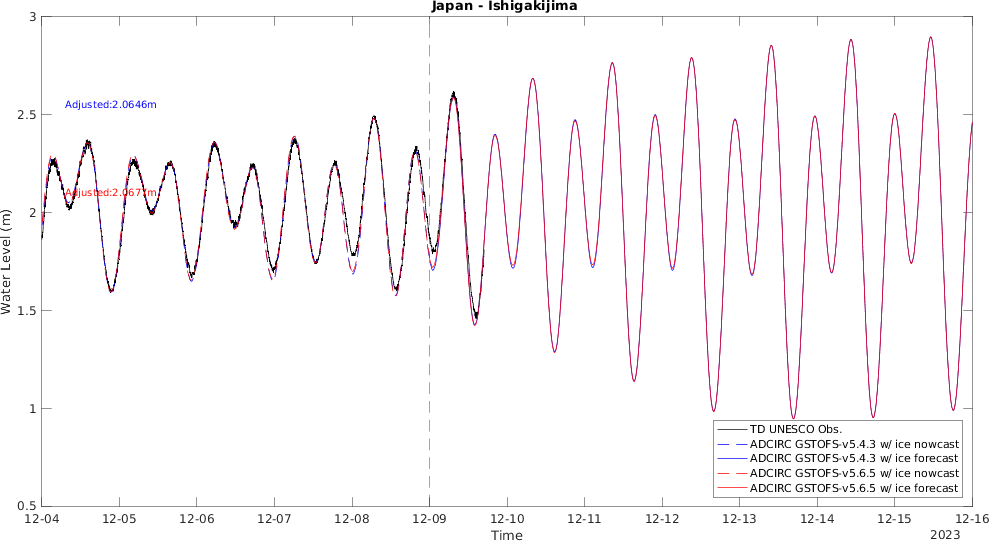 Japan - Ishigakijima
3
2.5
2
1.5
1
0.5
Water Level (m)
Adjusted:2.0646m
Adjusted:2.0677m
TD UNESCO Obs.
ADCIRC GSTOFS-v5.4.3 w/ ice nowcast
ADCIRC GSTOFS-v5.4.3 w/ ice forecast
ADCIRC GSTOFS-v5.6.5 w/ ice nowcast
ADCIRC GSTOFS-v5.6.5 w/ ice forecast
12-04 12-05 12-06 12-07 12-08 12-09 12-10 12-11 12-12 12-13 12-14 12-15 12-16
Time
2023